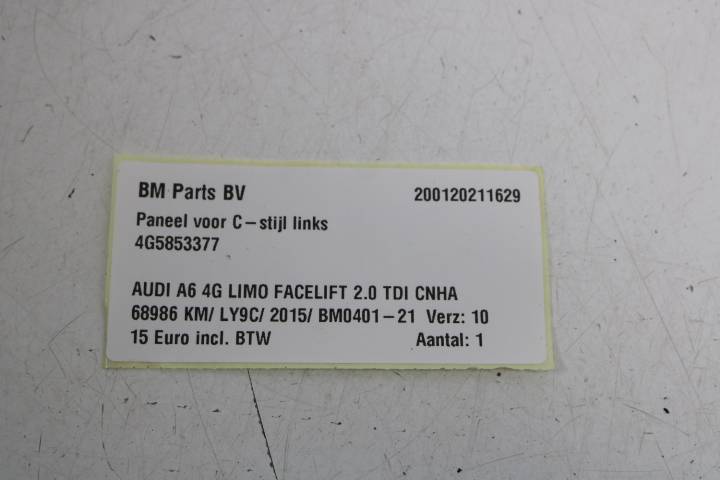 BM Parts BV 200120211629
Paneel voor C-stijl links
4G5853377
AUDI A6 4G LIMO FACELIFT 2.0 TDI CNHA
68986 KM/ LY9C/ 2015/ BM0401-21 Verz: 10
15 Euro incl. BTW Aantal: 1